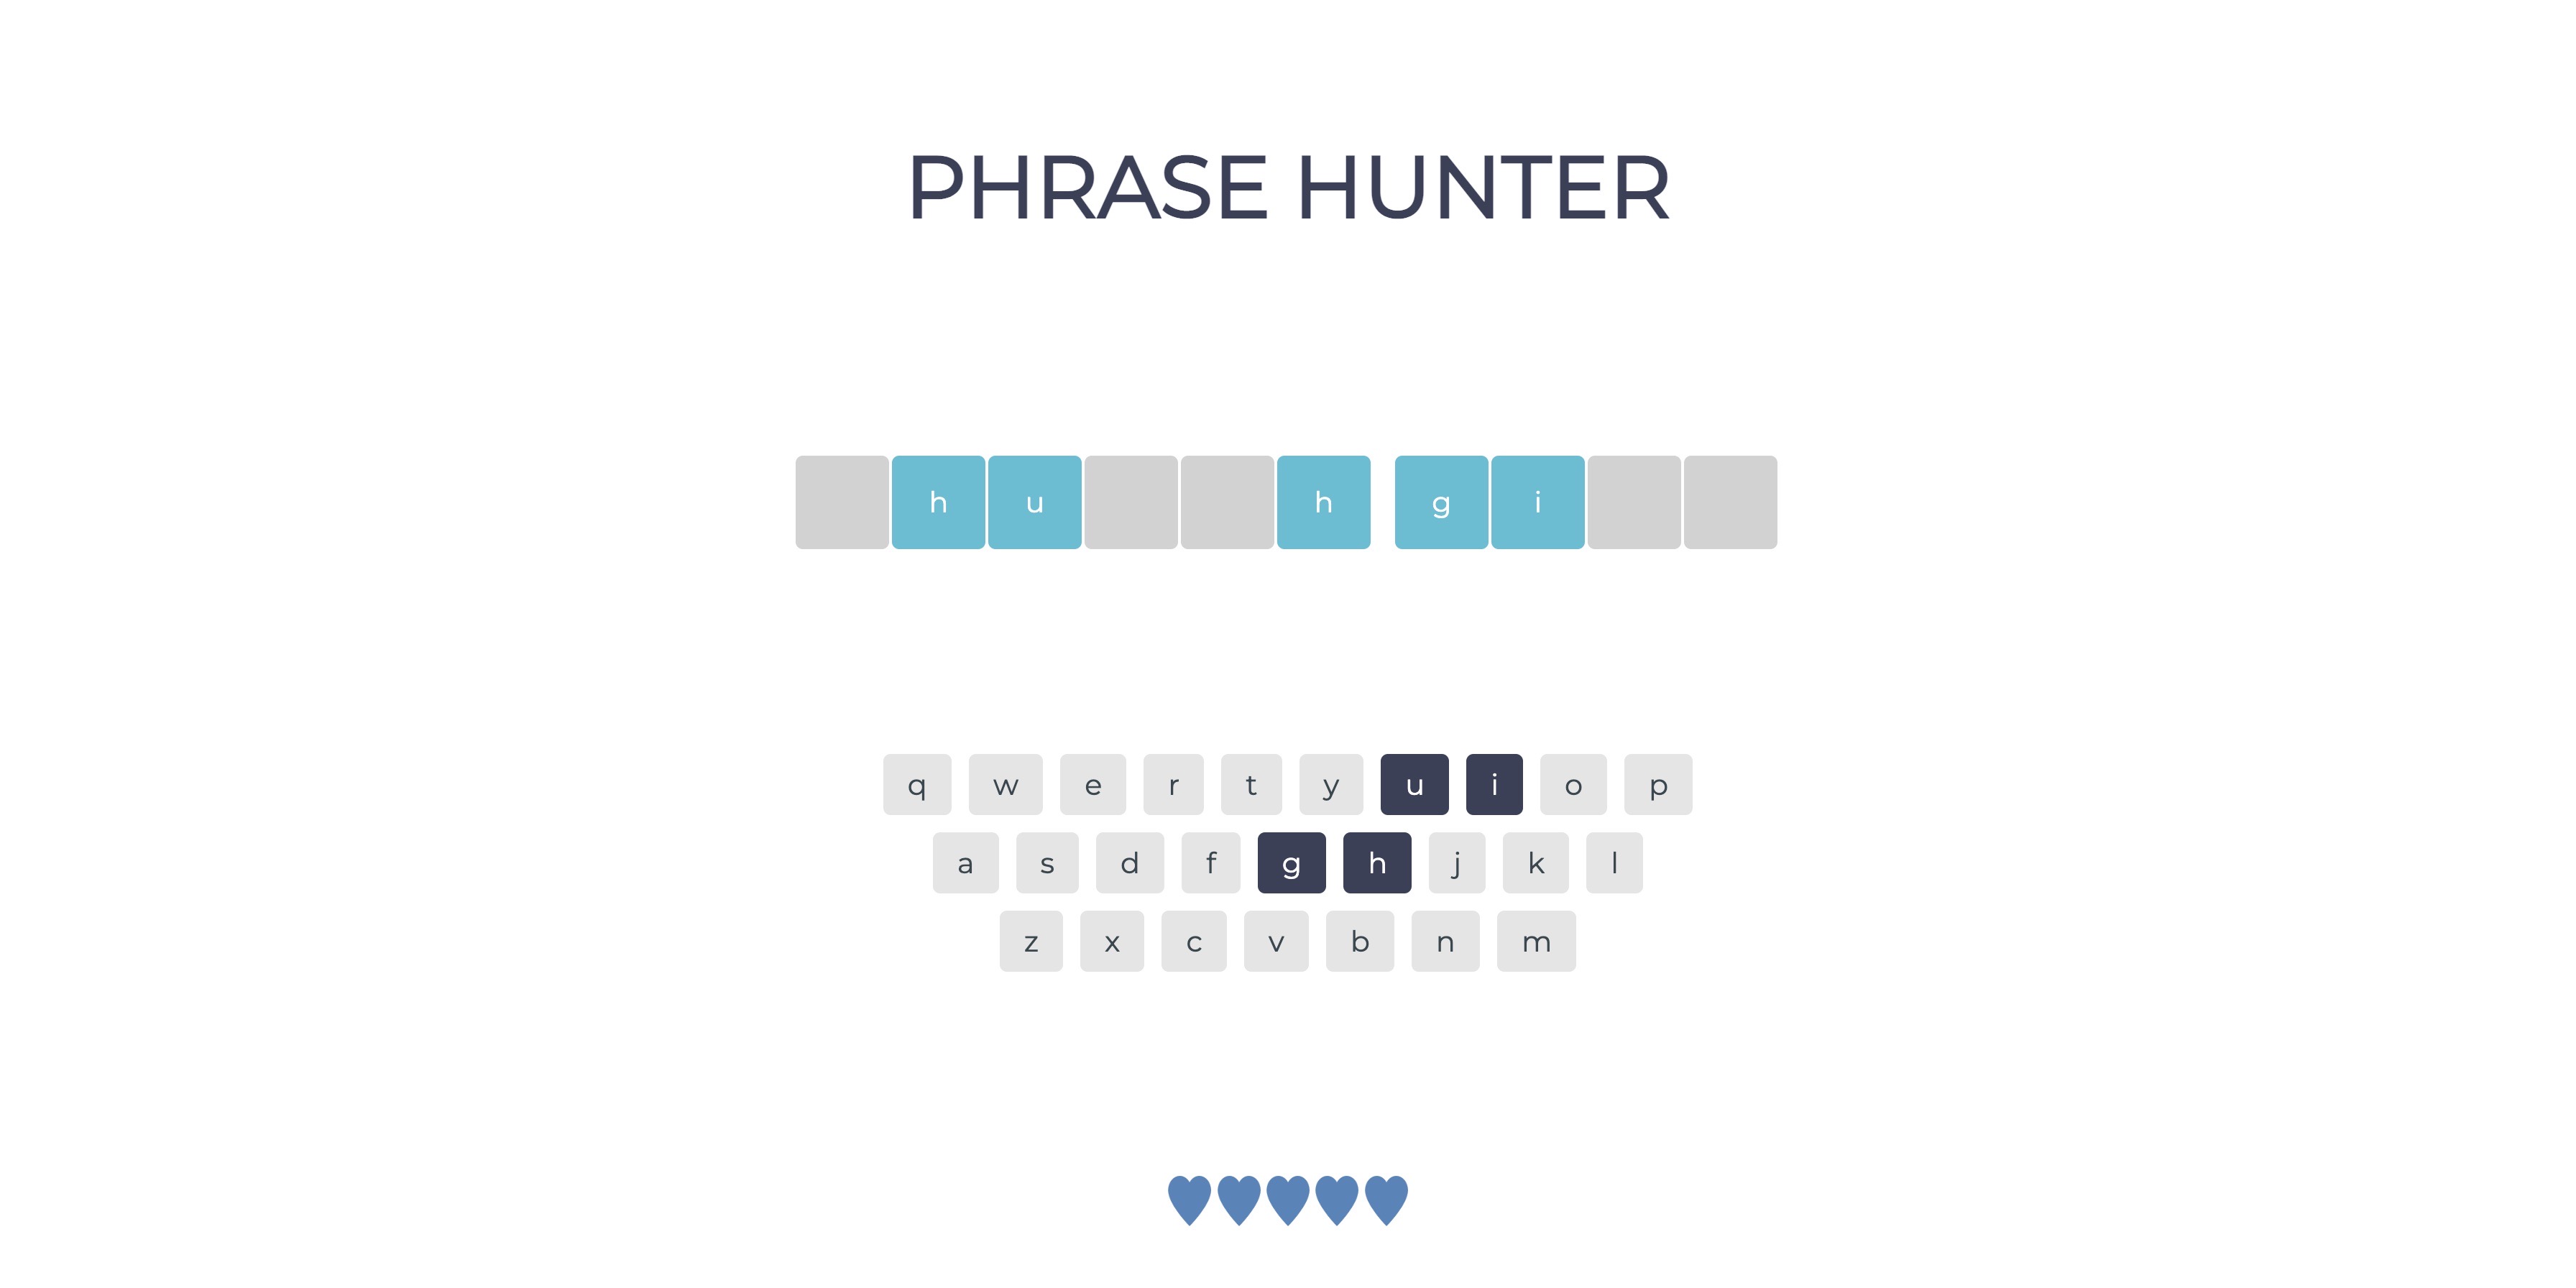 PHRASE HUNTER
h u h g i
q w e r t y u i o p
a s d f g h j k l
z x c v b n m